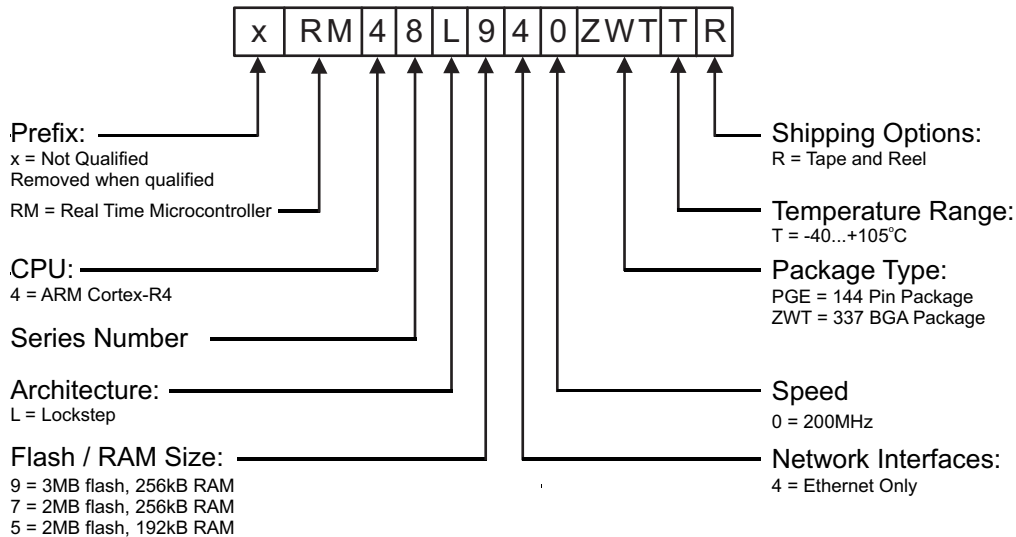 x RM 4 8 L 9 4 0 ZWT T R
Prefix:
x = Not Qualified
Removed when qualified
RM = Real Time Microcontroller
CPU:
4 = ARM Cortex-R4
Series Number
Architecture:
L = Lockstep
Flash / RAM Size:
9 = 3MB flash, 256kB RAM
7 = 2MB flash, 256kB RAM
5 = 2MB flash, 192kB RAM
Shipping Options:
R = Tape and Reel
Temperature Range:
T = -40...+105°C
Package Type:
PGE = 144 Pin Package
ZWT = 337 BGA Package
Speed
0 = 200MHz
Network Interfaces:
4 = Ethernet Only